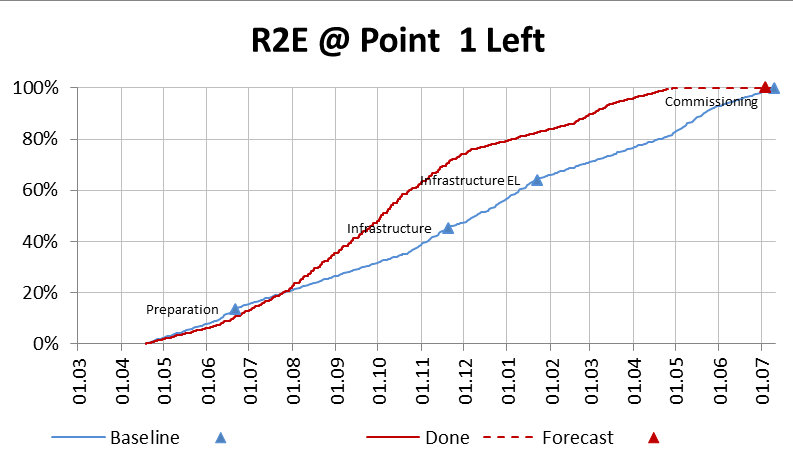 R2E @ Point  1 Left
100%
80%
60%
40%
20%
0%
Commissioning
Infrastructure EL
Infrastructure
Preparation
01.03
01.04
01.05
01.06
01.07
01.08
01.09
01.10
01.11
01.12
01.01
01.02
01.03
01.04
01.05
01.06
01.07
Baseline
Done
Forecast